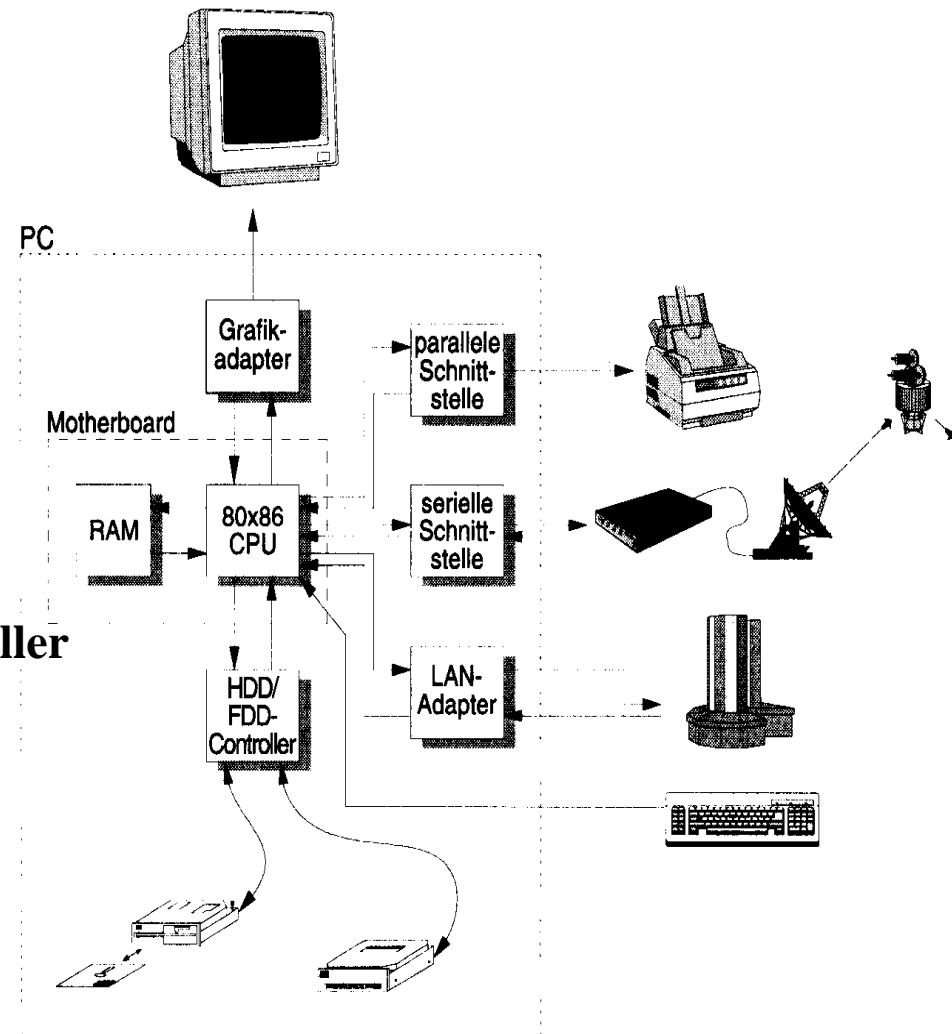 PC
Grafik-
adapter
parallele
Schnitt-
stelle
Motherboard
RAM
80x86
CPU
serielle
Schnitt-
stelle
ller
HDD/
FDD-
Controller
LAN-
Adapter